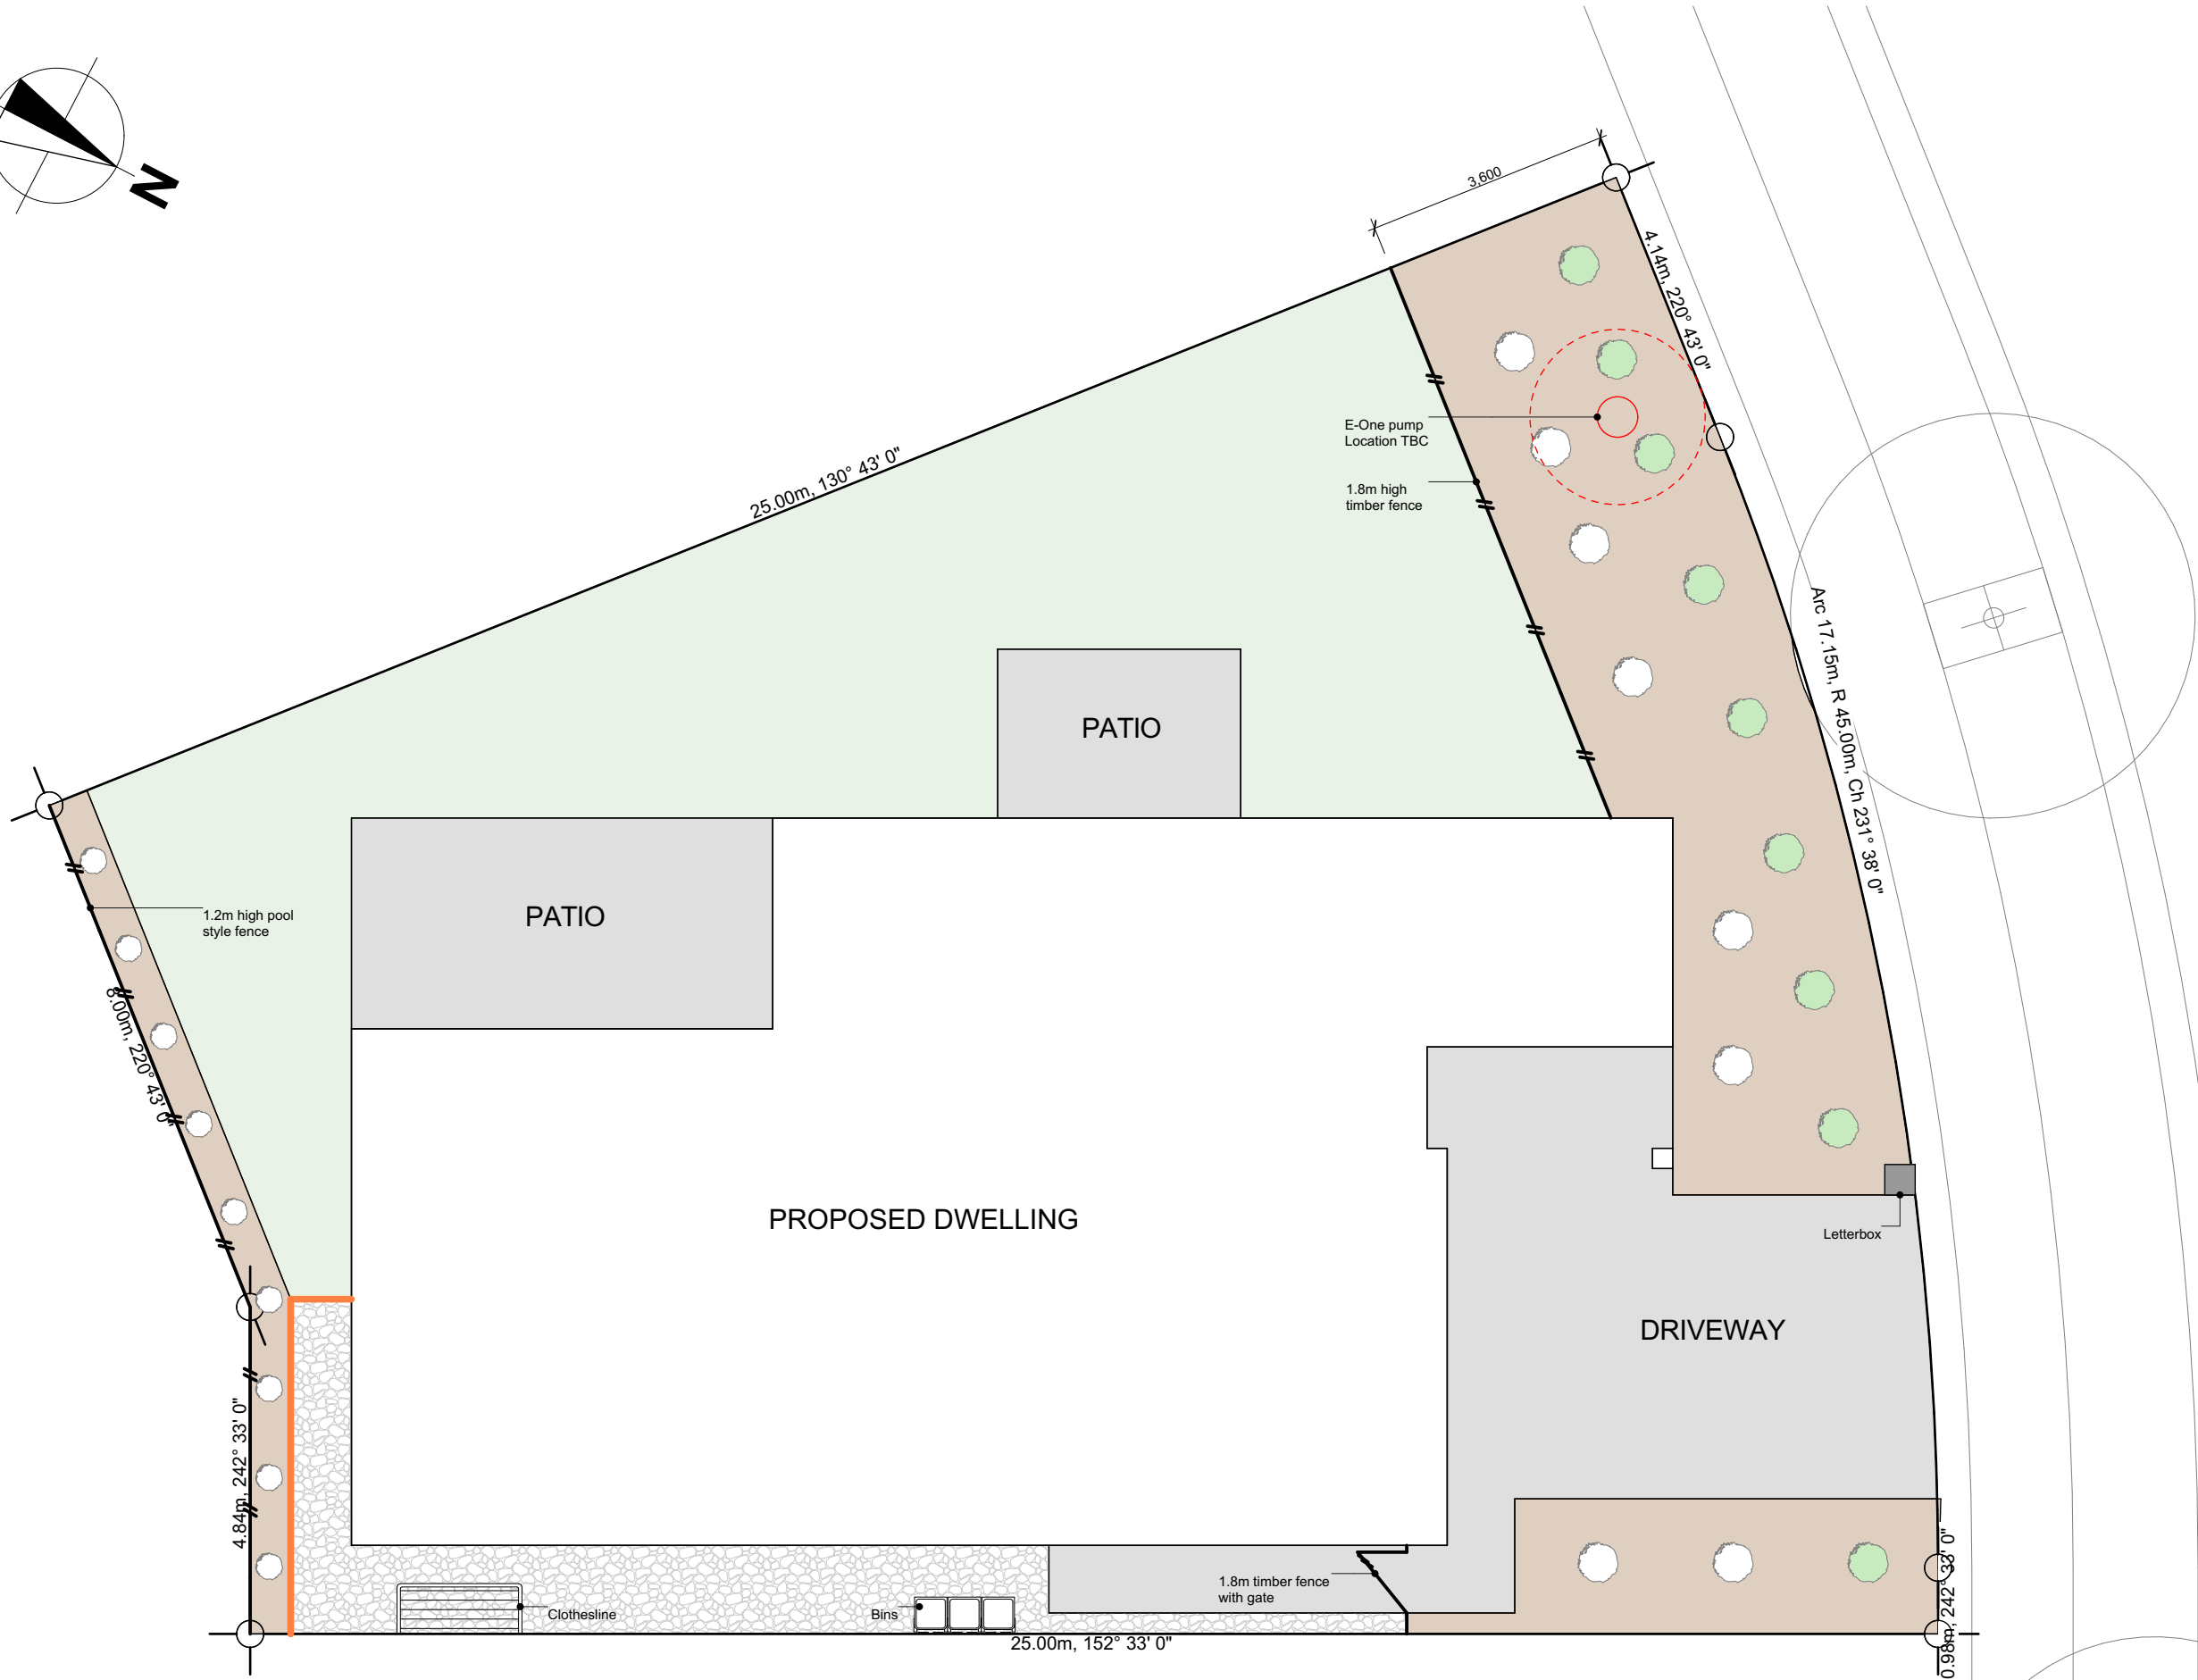 N
3,600
4.14m, 220° 43' 0"
25.00m, 130° 43' 0"
E-One pump
Location TBC
1.8m high
timber fence
Arc 17.15m, R 45.00m, Ch 231° 38' 0"
PATIO
PATIO
1.2m high pool
style fence
8.00m, 220° 43' 0"
PROPOSED DWELLING
Letterbox
DRIVEWAY
4.84m, 242° 33' 0"
1.8m timber fence
with gate
Clothesline
Bins
25.00m, 152° 33' 0"
0.98m, 242° 33' 0"